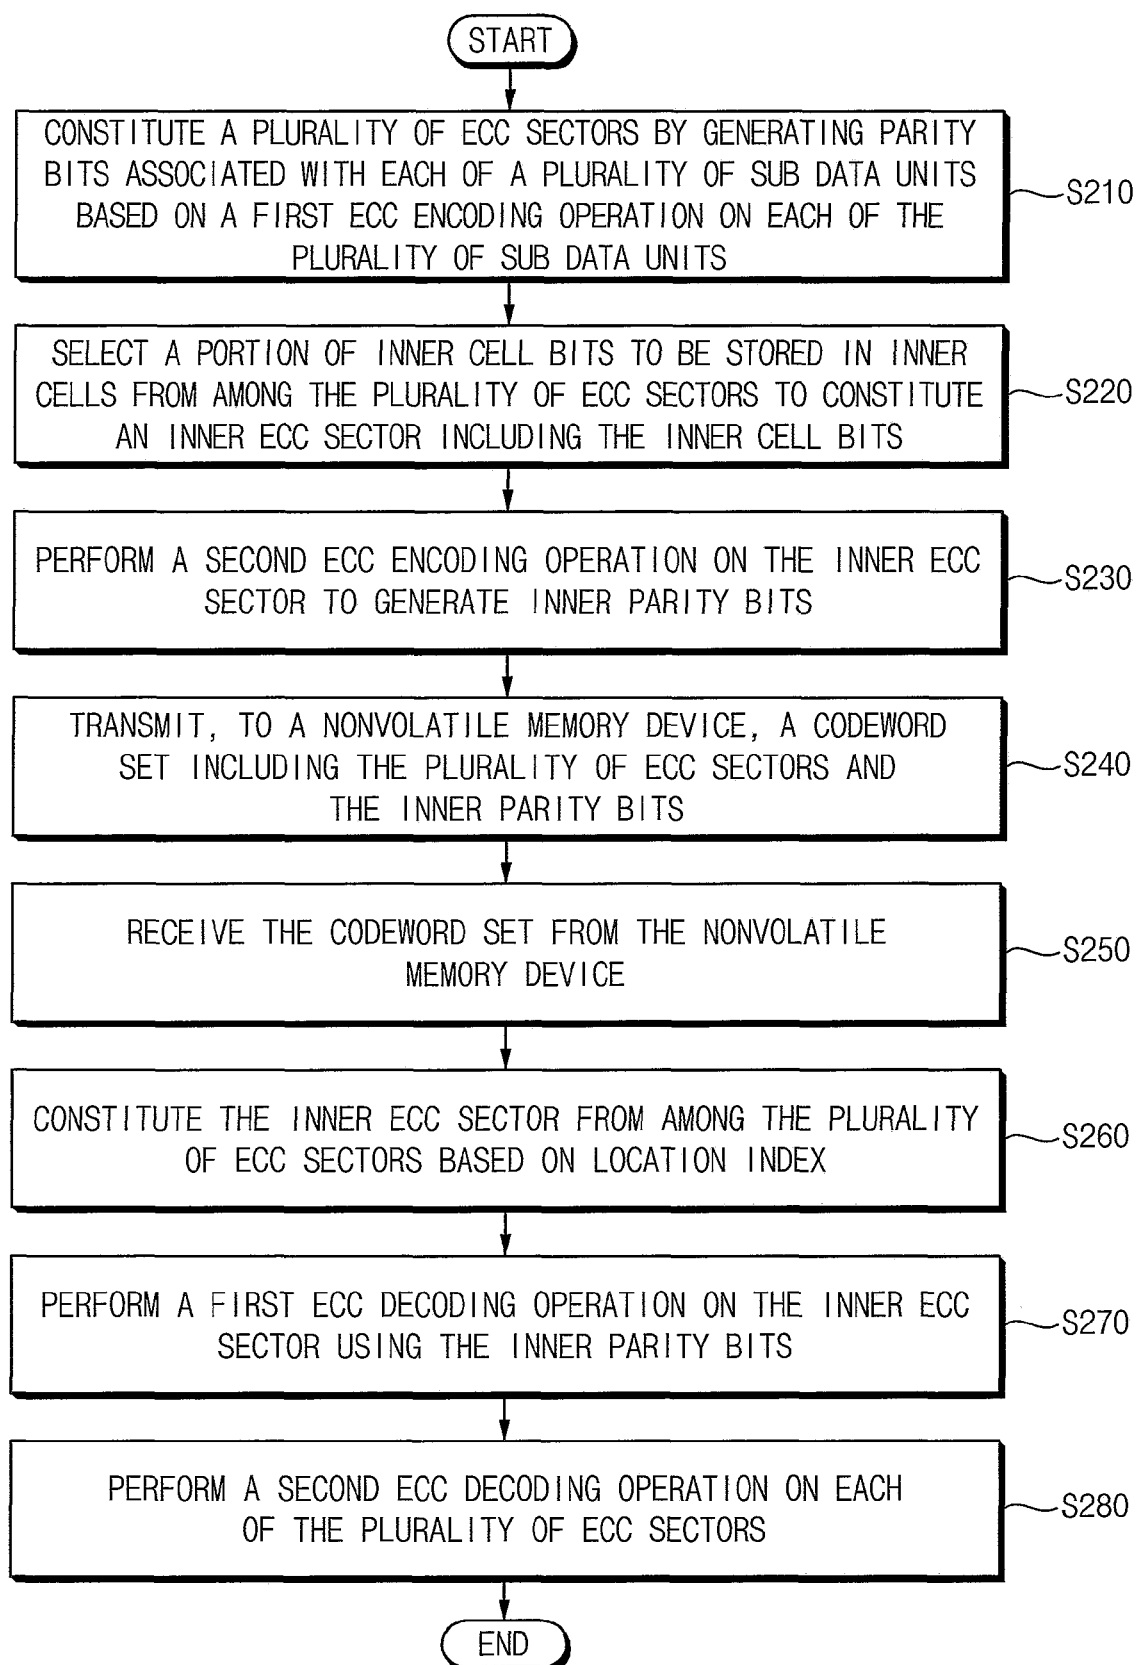 START
CONSTITUTE A PLURALITY OF ECC SECTORS BY GENERATING PARITY
BITS ASSOCIATED WITH EACH OF A PLURALITY OF SUB DATA UNITS
BASED ON A FIRST ECC ENCODING OPERATION ON EACH OF THE
PLURALITY OF SUB DATA UNITS
S210
SELECT A PORTION OF INNER CELL BITS TO BE STORED IN INNER
CELLS FROM AMONG THE PLURALITY OF ECC SECTORS TO CONSTITUTE
AN INNER ECC SECTOR INCLUDING THE INNER CELL BITS
S220
PERFORM A SECOND ECC ENCODING OPERATION ON THE INNER ECC
SECTOR TO GENERATE INNER PARITY BITS
S230
TRANSMIT, TO A NONVOLATILE MEMORY DEVICE, A CODEWORD
SET INCLUDING THE PLURALITY OF ECC SECTORS AND
THE INNER PARITY BITS
S240
RECEIVE THE CODEWORD SET FROM THE NONVOLATILE
MEMORY DEVICE
S250
CONSTITUTE THE INNER ECC SECTOR FROM AMONG THE PLURALITY
OF ECC SECTORS BASED ON LOCATION INDEX
S260
PERFORM A FIRST ECC DECODING OPERATION ON THE INNER ECC
SECTOR USING THE INNER PARITY BITS
S270
PERFORM A SECOND ECC DECODING OPERATION ON EACH
OF THE PLURALITY OF ECC SECTORS
S280
END